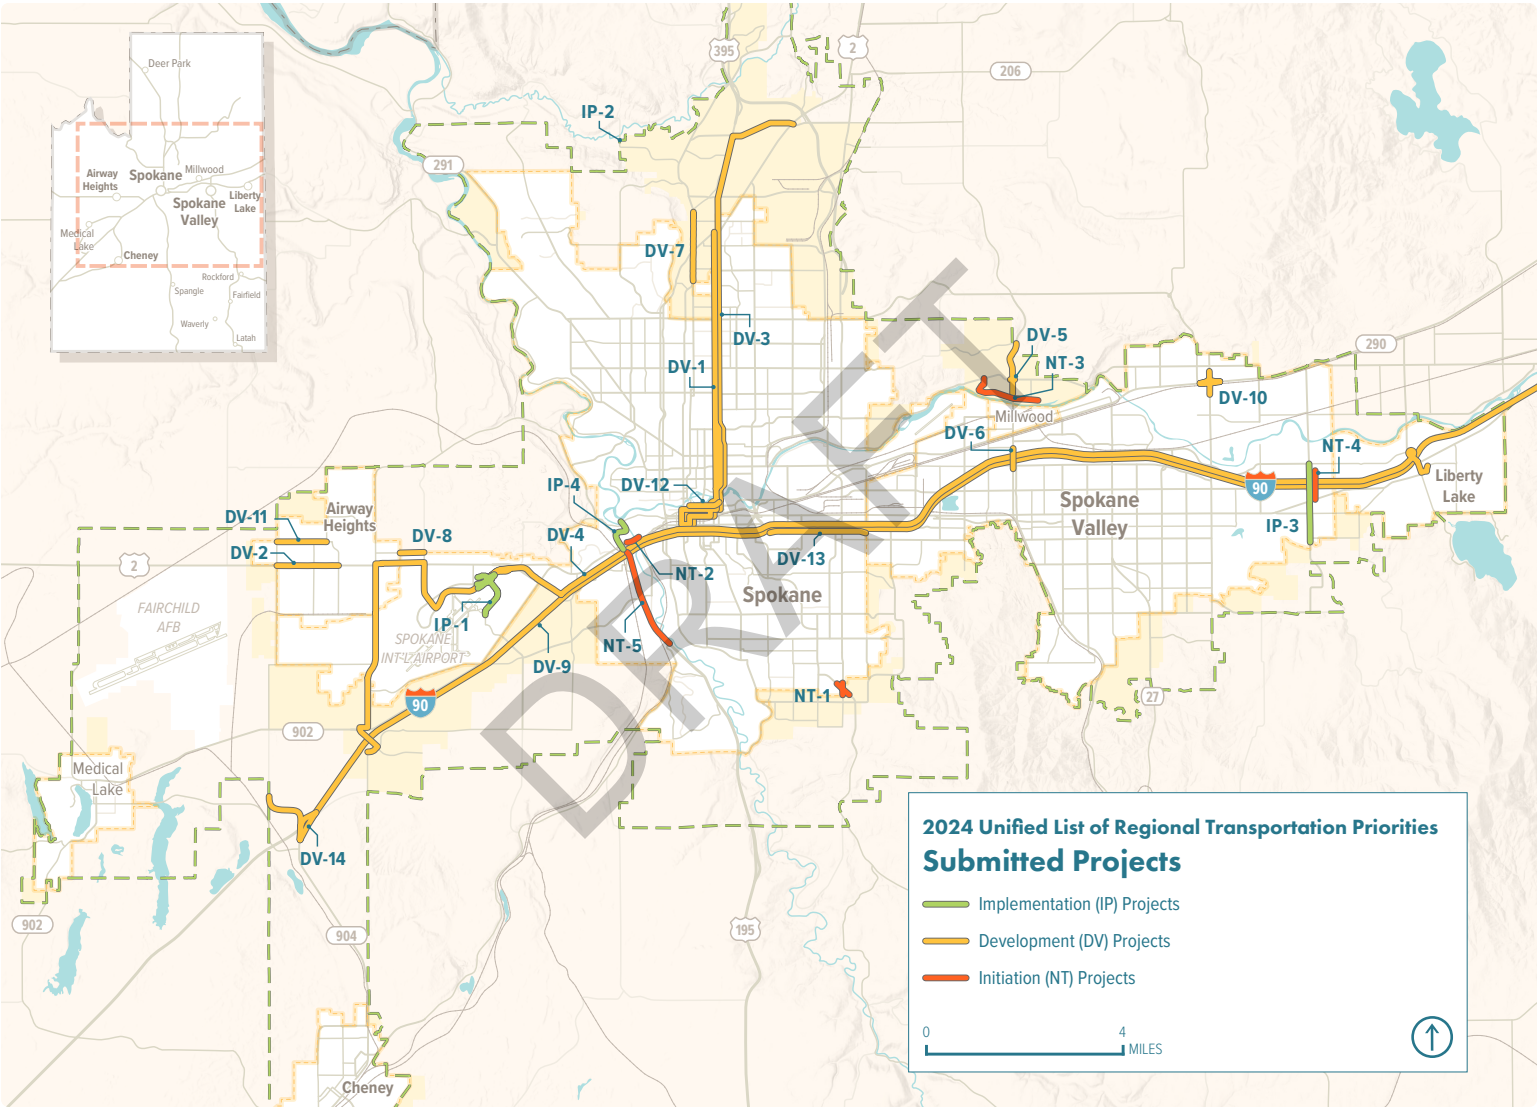 395
2
206
Deer Park
IP-2
291
Airway
Heights
Spokane
Millwood
Spokane
Valley
Liberty
Lake
Medical
Lake
Cheney
Rockford
Spangle
Fairfield
Waverly
Latah
DV-7
DV-3
DV-1
DV-5
NT-3
290
DV-10
Millwood
DV-6
NT-4
90
Liberty
Lake
Spokane
Valley
IP-3
IP-4
DV-12
Airway
Heights
DV-11
DV-2
DV-8
DV-4
DV-13
NT-2
Spokane
2
FAIRCHILD
AFB
IP-1
SPOKANE
INT'L AIRPORT
NT-5
DV-9
NT-1
27
90
902
Medical
Lake
DV-14
902
904
195
Cheney
DRAFT
2024 Unified List of Regional Transportation Priorities
Submitted Projects
Implementation (IP) Projects
Development (DV) Projects
Initiation (NT) Projects
0 4
MILES